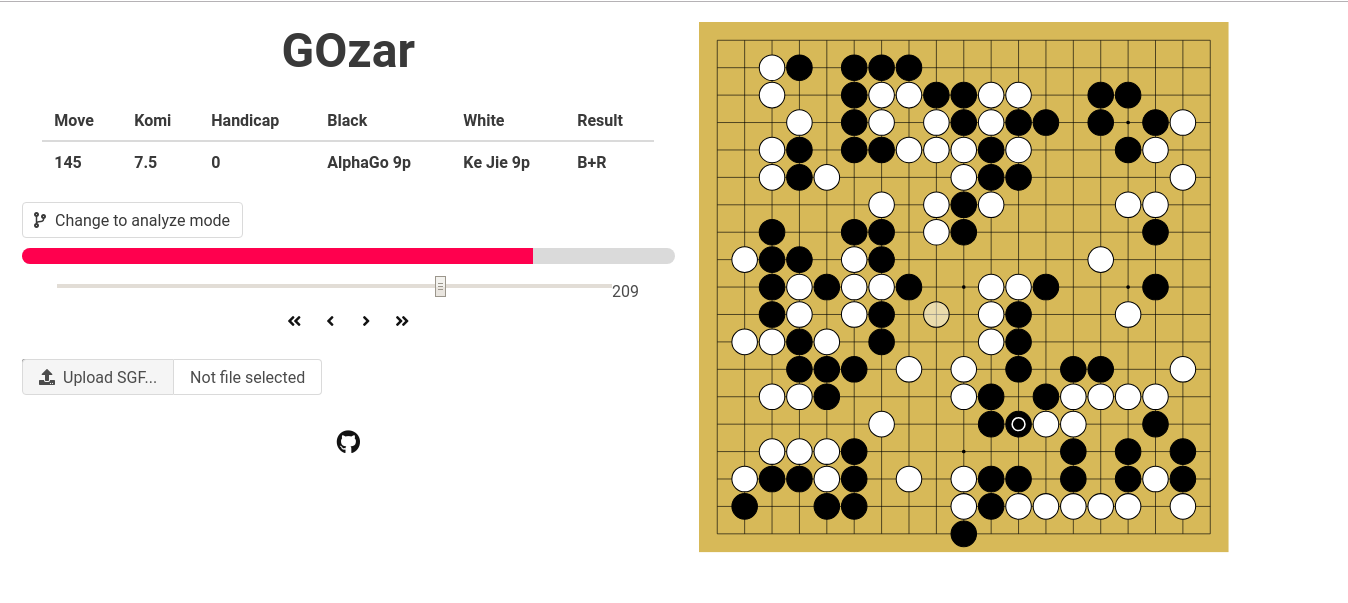 GOzar
Move Komi Handicap Black White Result
145 7.5 0 AlphaGo 9p Ke Jie 9p B+R
Change to analyze mode
209
Upload SGF... Not file selected